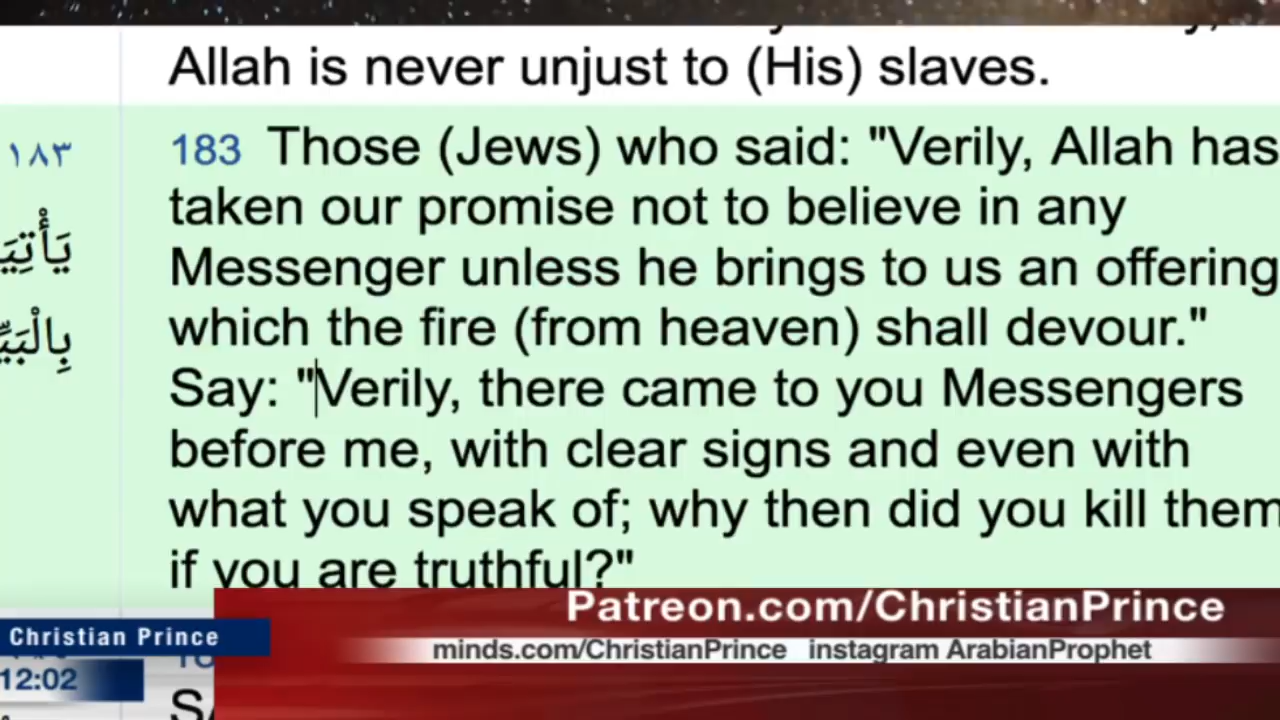 Allah is never unjust to (His) slaves.
١٨٣
183 Those (Jews) who said: "Verily, Allah has
taken our promise not to believe in any
يَأْتِيَ
Messenger unless he brings to us an offering
which the fire (from heaven) shall devour."
Say: "Verily, there came to you Messengers
before me, with clear signs and even with
what you speak of; why then did you kill them
if you are truthful?"
Patreon.com/ChristianPrince
Christian Prince
minds.com/ChristianPrince instagram ArabianProphet
12:02